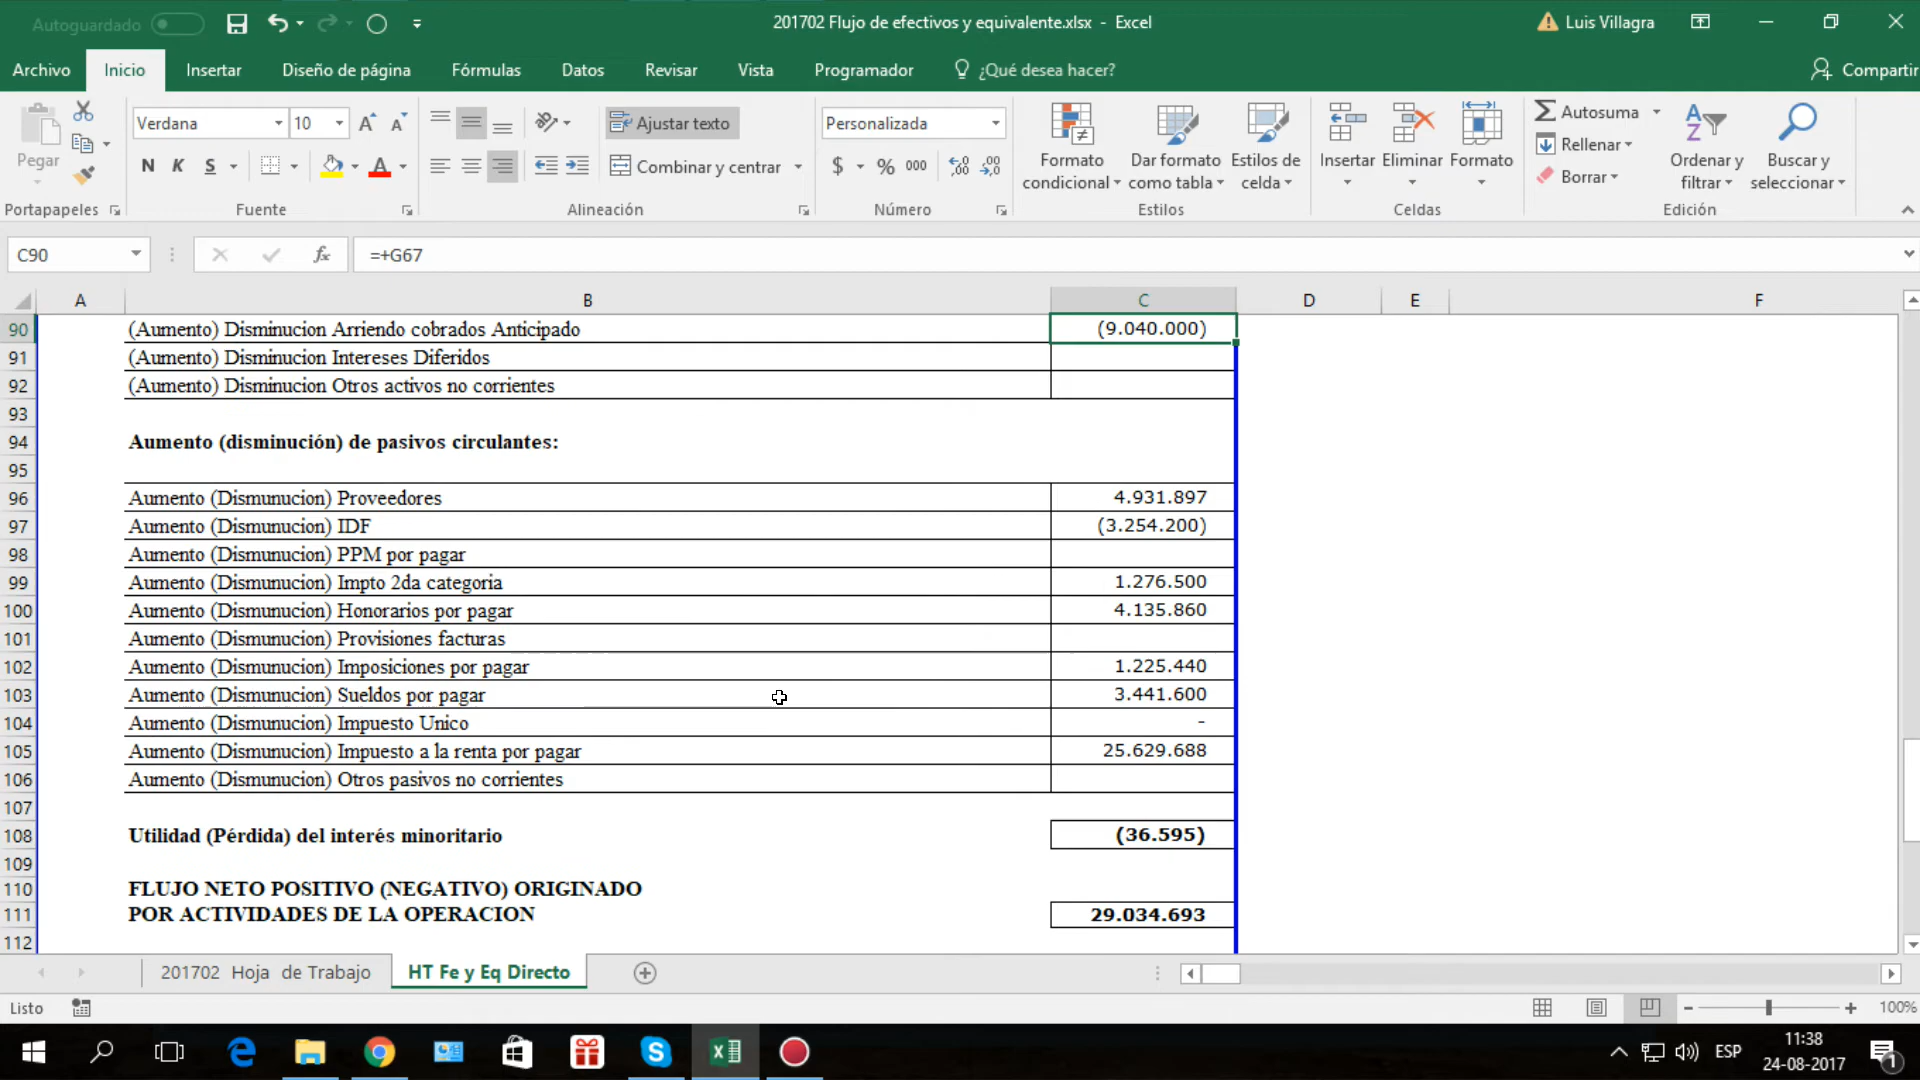 Autoguardado
201702 Flujo de efectivos y equivalente.xlsx - Excel
Luis Villagra
Archivo Inicio Insertar Diseño de página Fórmulas Datos Revisar Vista Programador ¿Qué desea hacer? Compartir
Pegar
Verdana 10
N K S
Ajustar texto
Combinar y centrar
Personalizada
$ % 000
Formato condicional
Dar formato como tabla
Estilos de celda
Insertar
Eliminar
Formato
Autosuma
Rellenar
Borrar
Ordenar y filtrar
Buscar y seleccionar
Portapapeles Fuente Alineación Número Estilos Celdas Edición
C90 fx =+G67
A B C D E F
90 (Aumento) Disminucion Arriendo cobrados Anticipado (9.040.000)
91 (Aumento) Disminucion Intereses Diferidos
92 (Aumento) Disminucion Otros activos no corrientes
93
94 Aumento (disminución) de pasivos circulantes:
95
96 Aumento (Dismunucion) Proveedores 4.931.897
97 Aumento (Dismunucion) IDF (3.254.200)
98 Aumento (Dismunucion) PPM por pagar
99 Aumento (Dismunucion) Impto 2da categoria 1.276.500
100 Aumento (Dismunucion) Honorarios por pagar 4.135.860
101 Aumento (Dismunucion) Provisiones facturas
102 Aumento (Dismunucion) Imposiciones por pagar 1.225.440
103 Aumento (Dismunucion) Sueldos por pagar 3.441.600
104 Aumento (Dismunucion) Impuesto Unico -
105 Aumento (Dismunucion) Impuesto a la renta por pagar 25.629.688
106 Aumento (Dismunucion) Otros pasivos no corrientes
107
108 Utilidad (Pérdida) del interés minoritario (36.595)
109
110 FLUJO NETO POSITIVO (NEGATIVO) ORIGINADO
111 POR ACTIVIDADES DE LA OPERACION 29.034.693
112
201702 Hoja de Trabajo HT Fe y Eq Directo
Listo 100%
ESP
11:38
24-08-2017
1